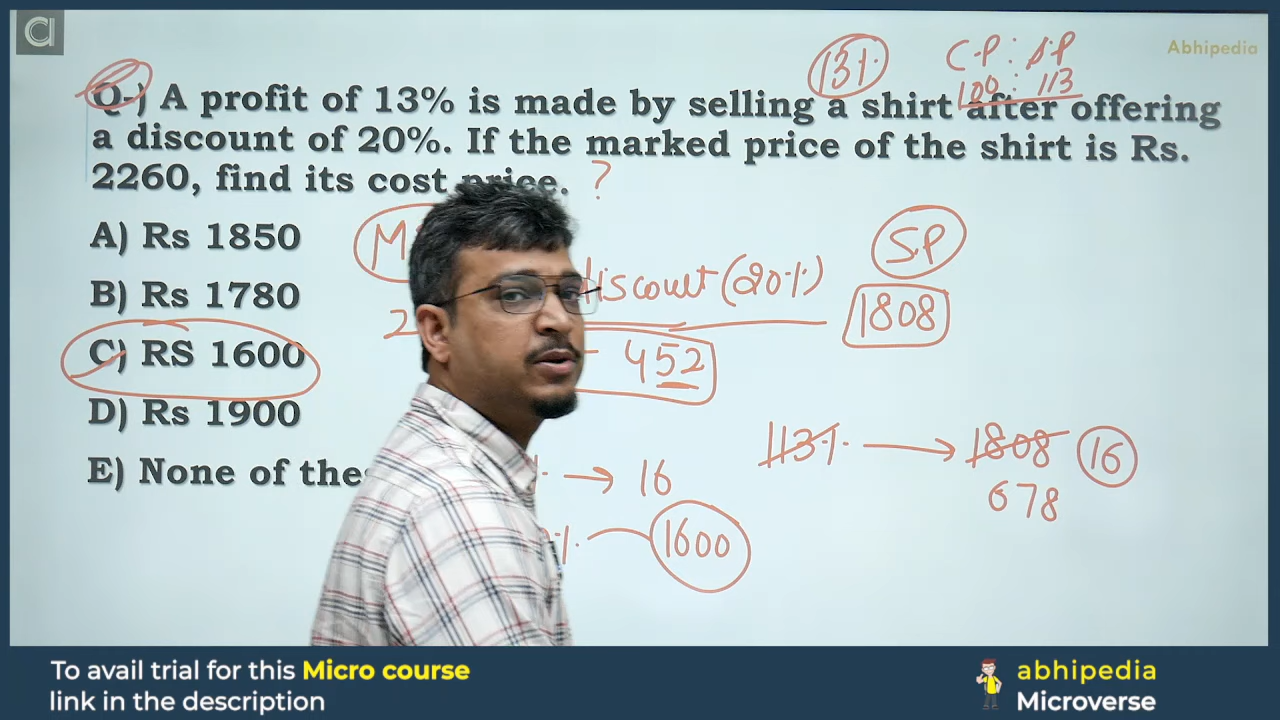 Abhipedia
13%
C.P : S.P
100 : 113
Q-) A profit of 13% is made by selling a shirt after offering
a discount of 20%. If the marked price of the shirt is Rs.
2260, find its cost price. ?
A) Rs 1850
B) Rs 1780
C) RS 1600
D) Rs 1900
E) None of
discount (20%)
S.P
1808
- 452
113% → 1808 16
678
→ 16
1600
To avail trial for this Micro course
link in the description
abhipedia
Microverse